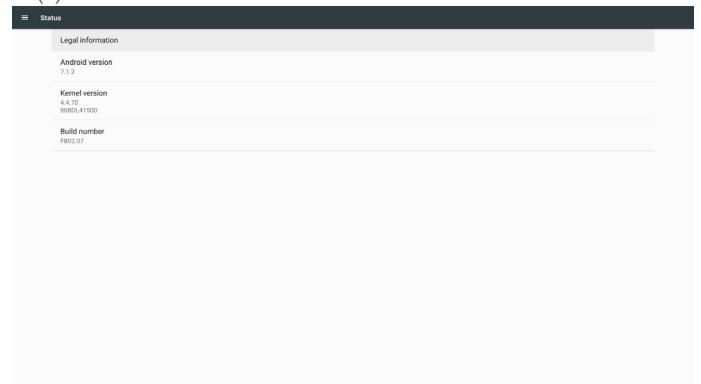 Status
Legal information
Android version
7.1.2
Kernel version
4.4.70
86BDL4150D
Build number
FB02.07